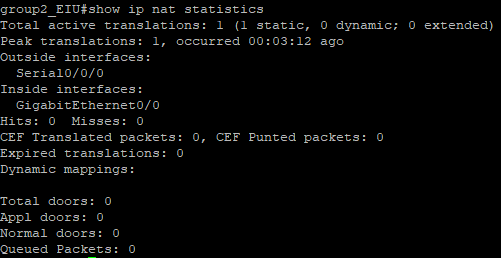 group2_EIU#show ip nat statistics
Total active translations: 1 (1 static, 0 dynamic; 0 extended)
Peak translations: 1, occurred 00:03:12 ago
Outside interfaces:
  Serial0/0/0
Inside interfaces:
  GigabitEthernet0/0
Hits: 0  Misses: 0
CEF Translated packets: 0, CEF Punted packets: 0
Expired translations: 0
Dynamic mappings:

Total doors: 0
Appl doors: 0
Normal doors: 0
Queued Packets: 0